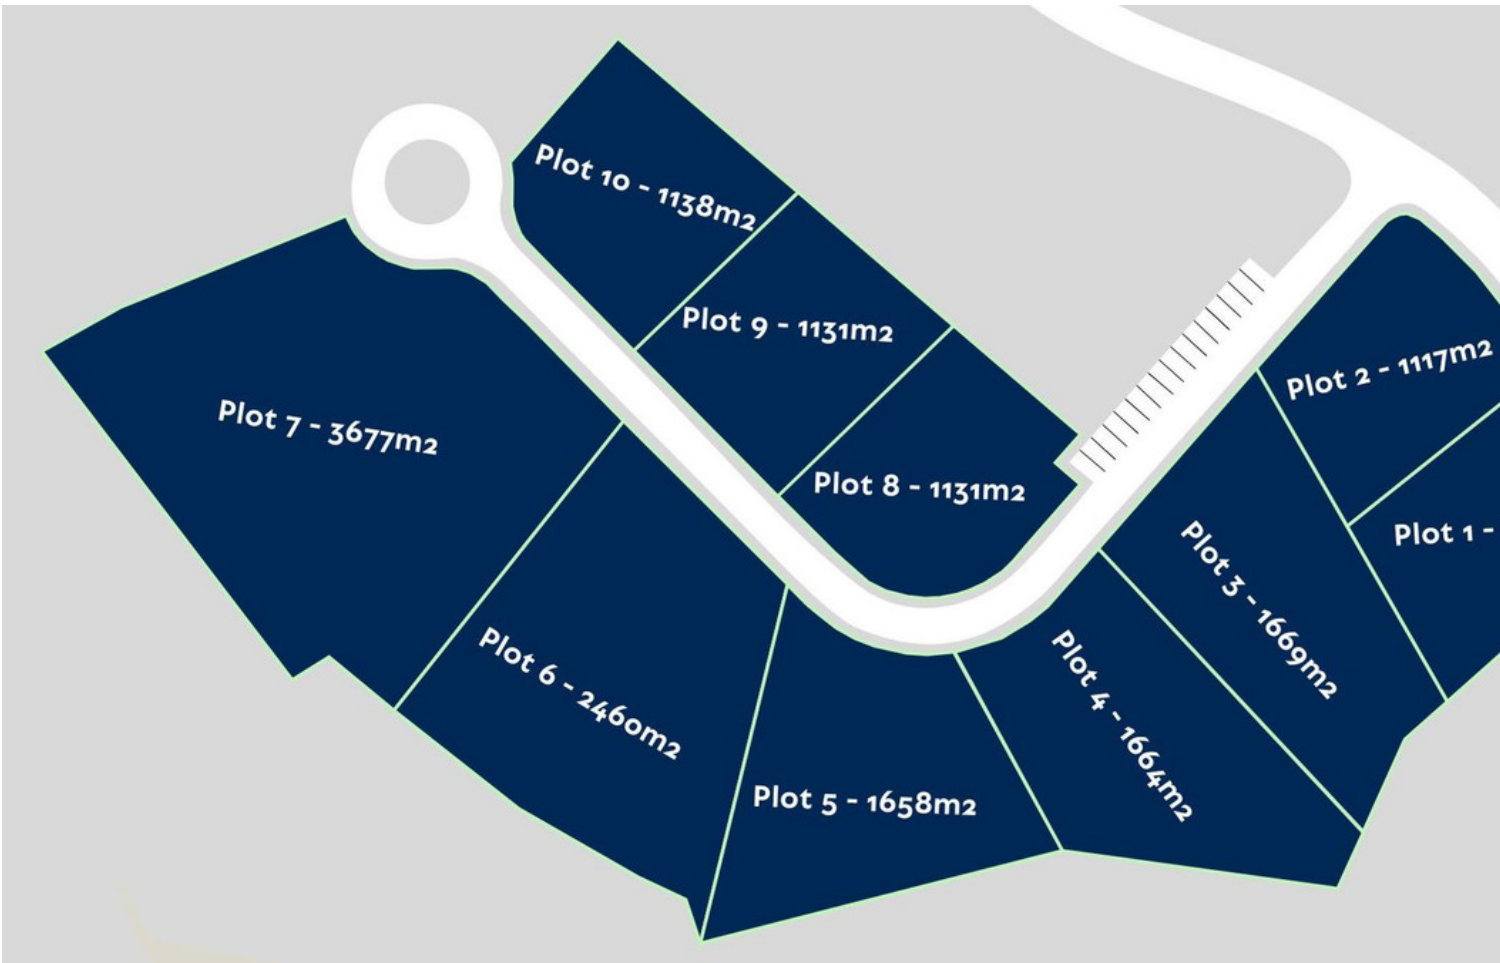 Plot 10 - 1138m2
Plot 9 - 1131m2
Plot 2 - 1117m2
Plot 7 - 3677m2
Plot 8 - 1131m2
Plot 1 -
Plot 3 - 1669m2
Plot 6 - 2460m2
Plot 4 - 1664m2
Plot 5 - 1658m2